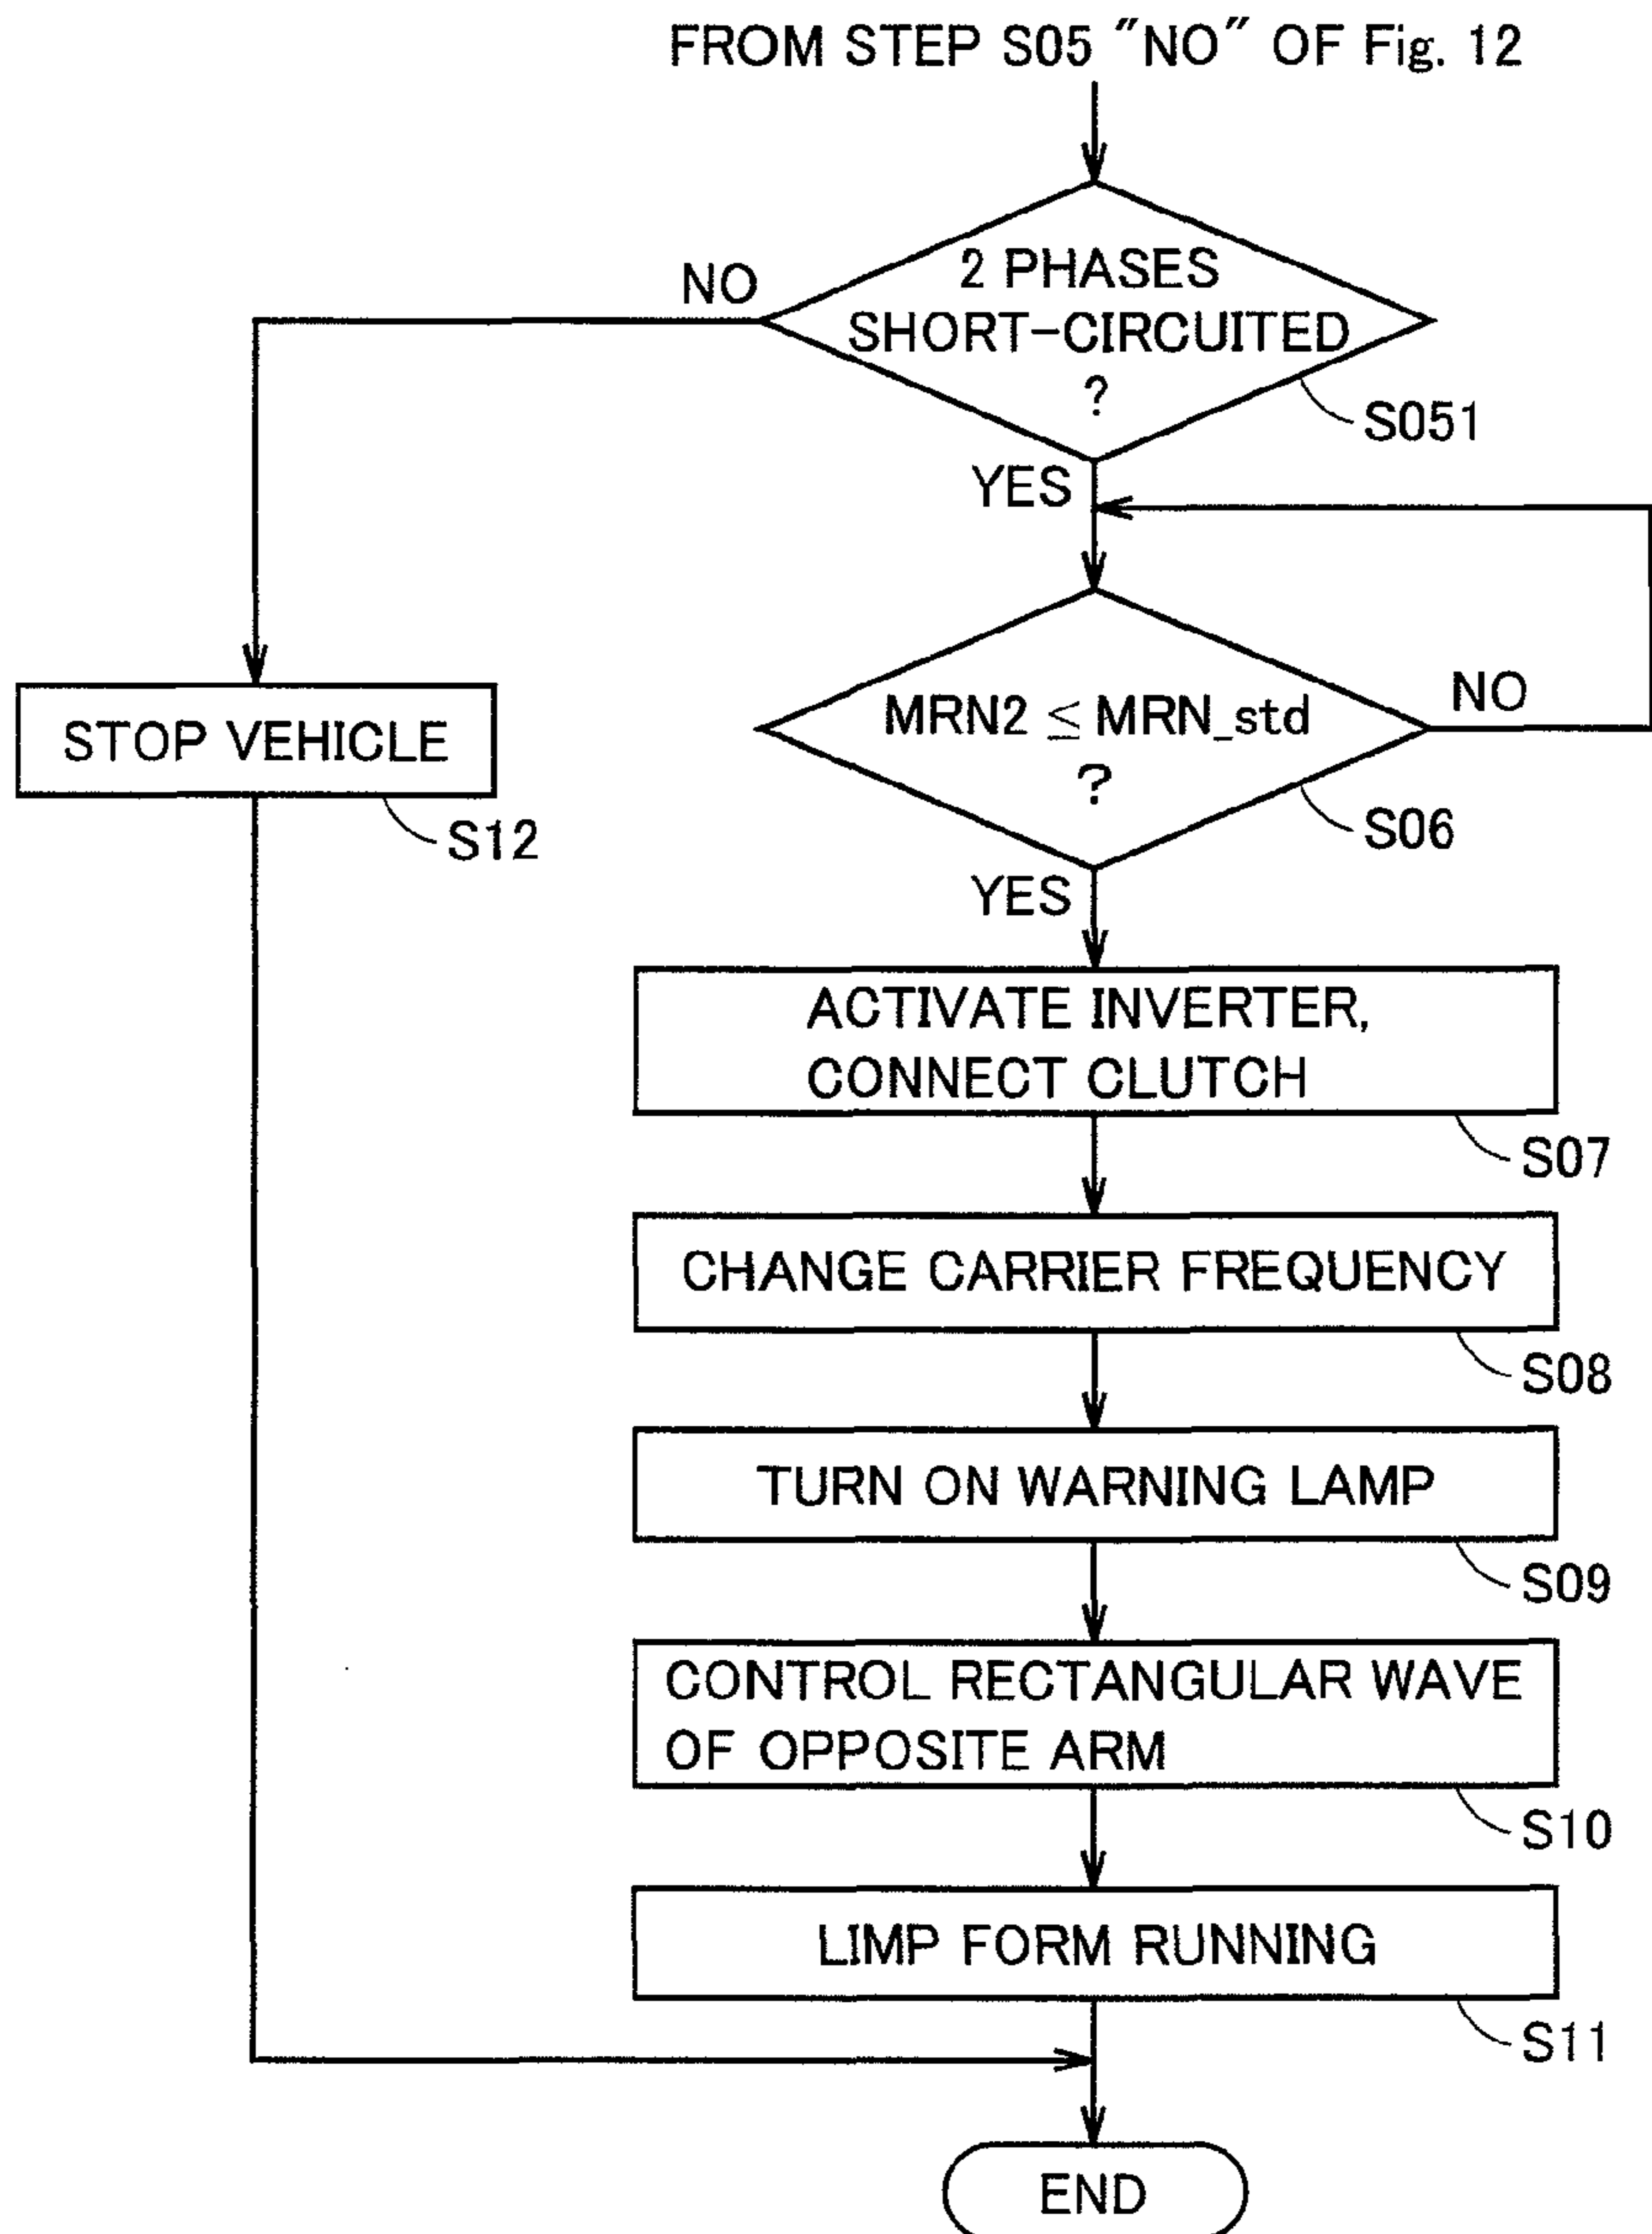 FROM STEP S05 "NO" OF Fig. 12
2 PHASES
SHORT-CIRCUITED
?
NO
S051
YES
MRN2 ≤ MRN_std
?
NO
S06
STOP VEHICLE
S12
YES
ACTIVATE INVERTER,
CONNECT CLUTCH
S07
CHANGE CARRIER FREQUENCY
S08
TURN ON WARNING LAMP
S09
CONTROL RECTANGULAR WAVE
OF OPPOSITE ARM
S10
LIMP FORM RUNNING
S11
END